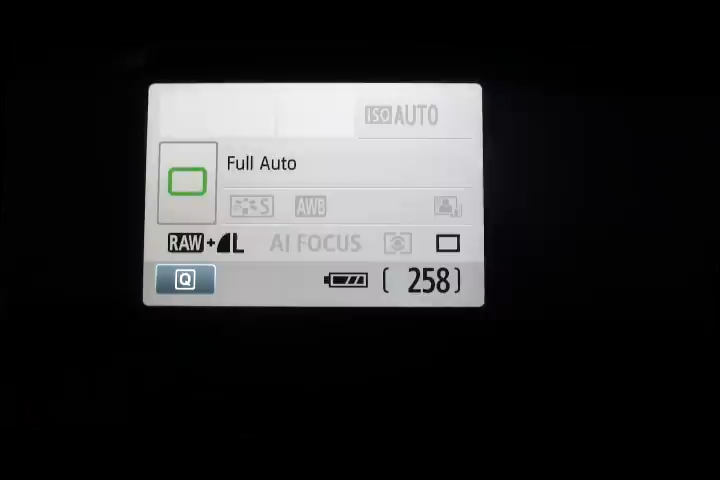 ISO AUTO
Full Auto
S AWB
RAW + L AI FOCUS
Q [ 258 ]